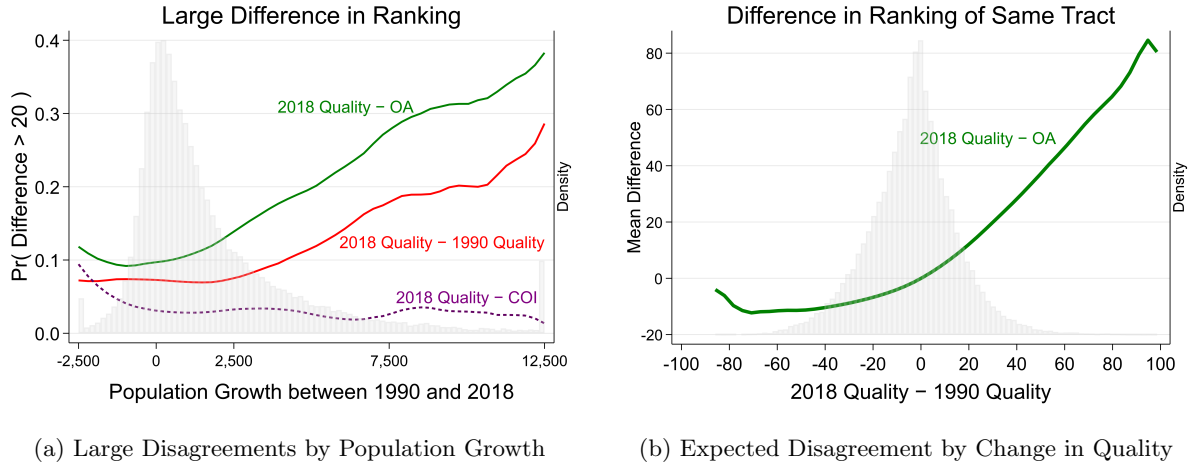 Large Difference in Ranking
Pr( Difference > 20 )
0.4
0.3
0.2
0.1
0.0
2018 Quality − OA
2018 Quality − 1990 Quality
2018 Quality − COI
Density
-2,500
0
2,500
7,500
12,500
Population Growth between 1990 and 2018
(a) Large Disagreements by Population Growth
Difference in Ranking of Same Tract
Mean Difference
80
60
40
20
0
-20
2018 Quality − OA
Density
-100
-80
-60
-40
-20
0
20
40
60
80
100
2018 Quality − 1990 Quality
(b) Expected Disagreement by Change in Quality